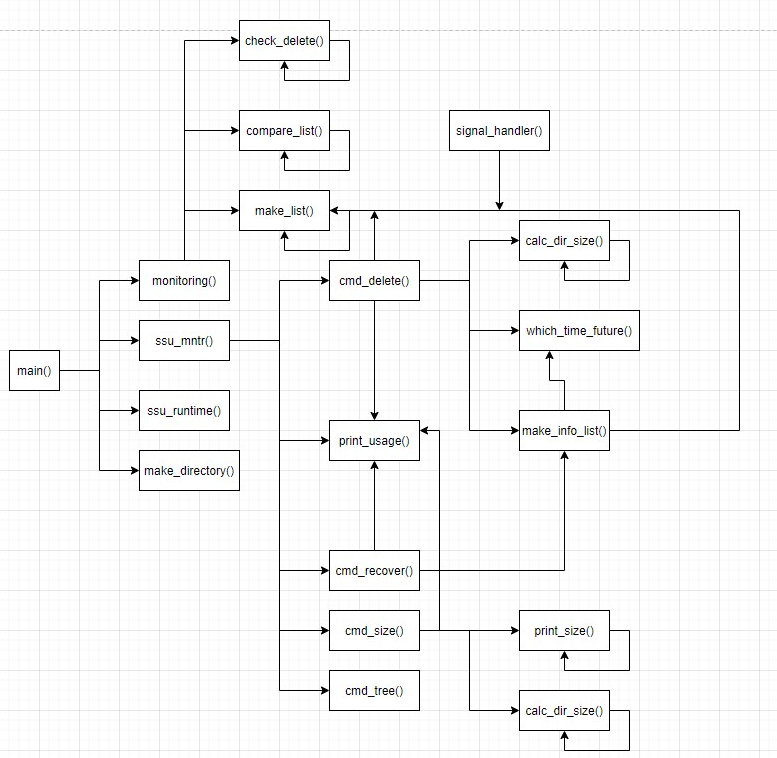 check_delete()
compare_list()
signal_handler()
make_list()
calc_dir_size()
monitoring()
cmd_delete()
ssu_mntr()
which_time_future()
main()
ssu_runtime()
print_usage()
make_info_list()
make_directory()
cmd_recover()
cmd_size()
print_size()
cmd_tree()
calc_dir_size()